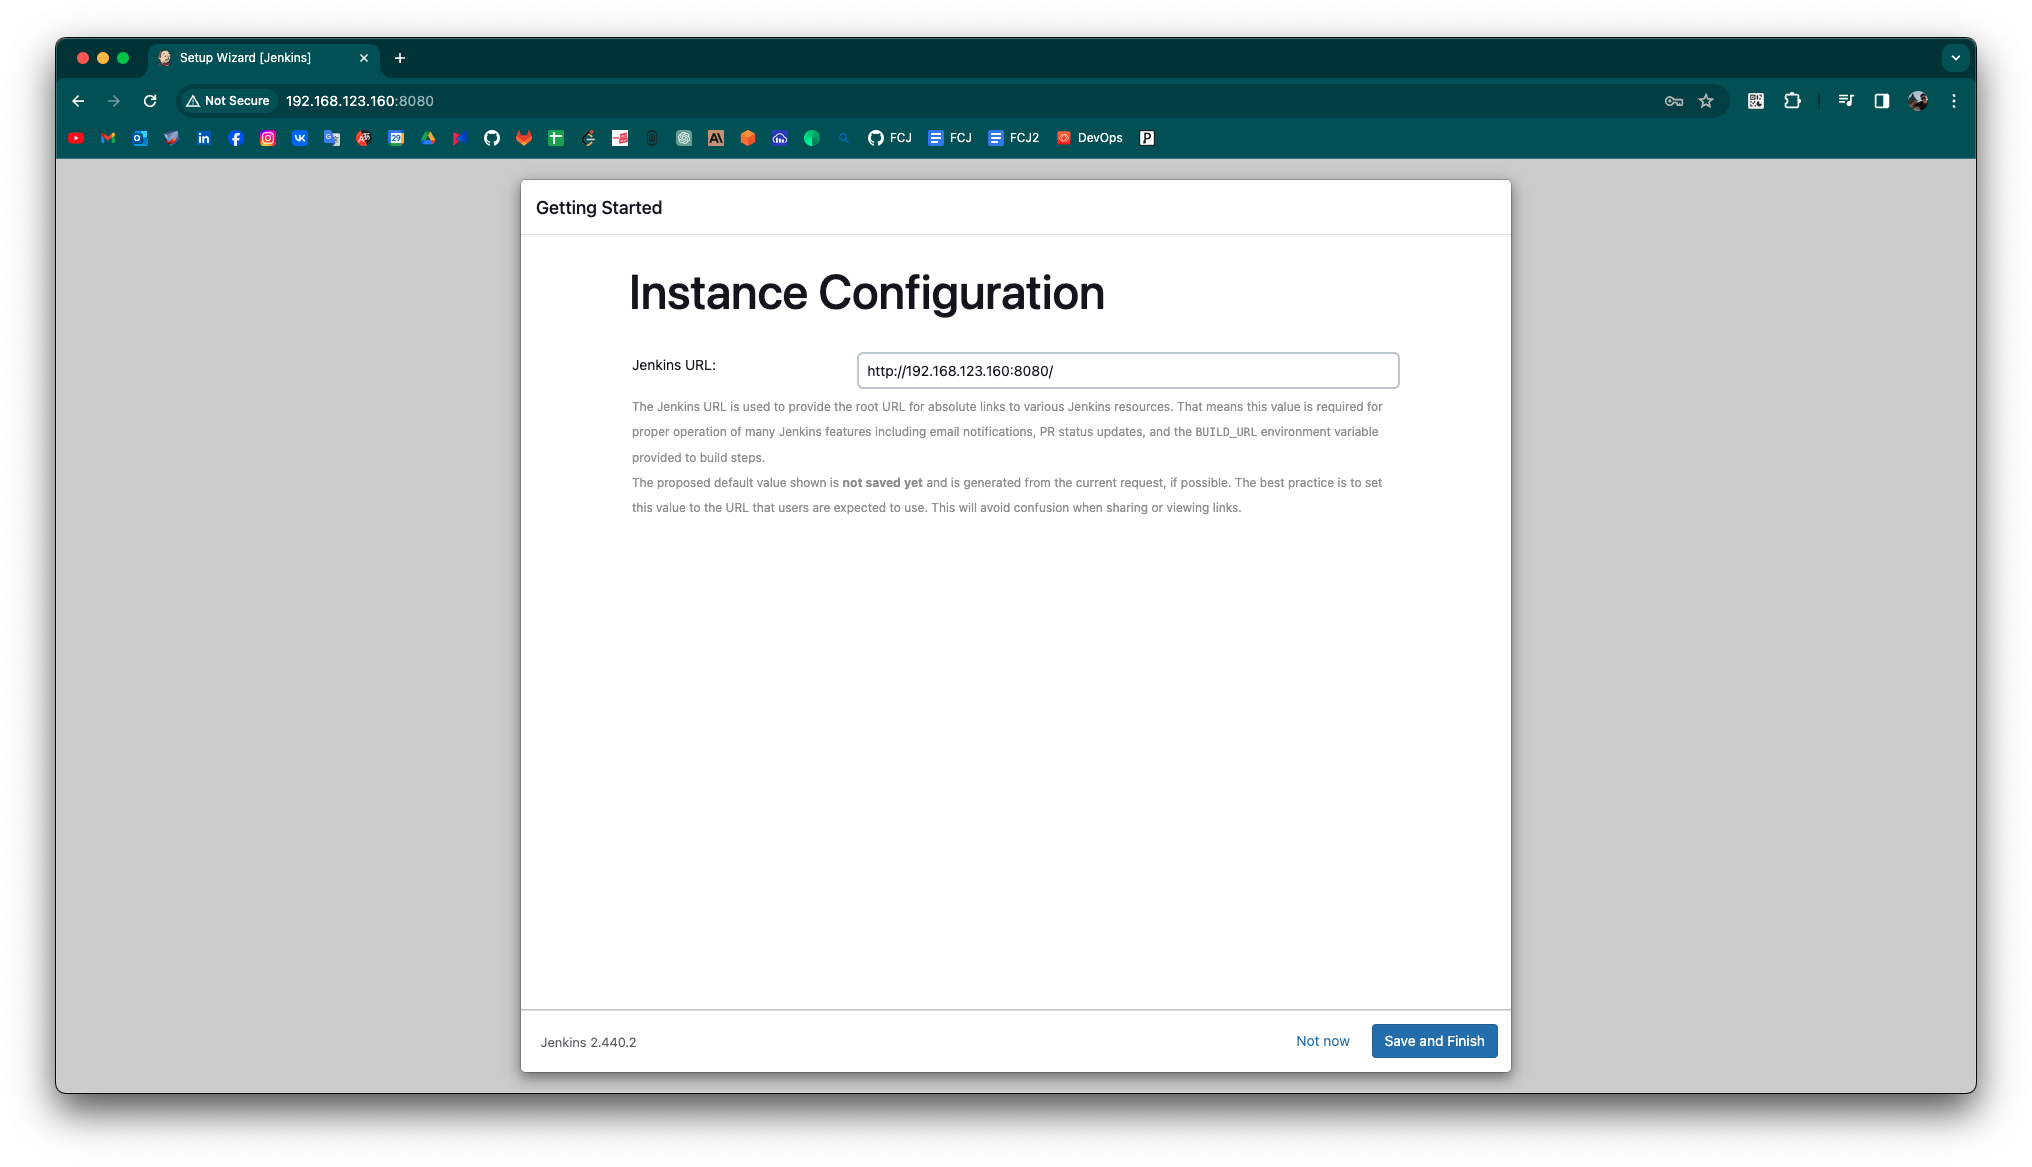 Setup Wizard [Jenkins]
Not Secure 192.168.123.160:8080
FCJ FCJ FCJ2 DevOps
Getting Started
Instance Configuration
Jenkins URL:
http://192.168.123.160:8080/
The Jenkins URL is used to provide the root URL for absolute links to various Jenkins resources. That means this value is required for
proper operation of many Jenkins features including email notifications, PR status updates, and the BUILD_URL environment variable
provided to build steps.
The proposed default value shown is not saved yet and is generated from the current request, if possible. The best practice is to set
this value to the URL that users are expected to use. This will avoid confusion when sharing or viewing links.
Jenkins 2.440.2
Not now
Save and Finish